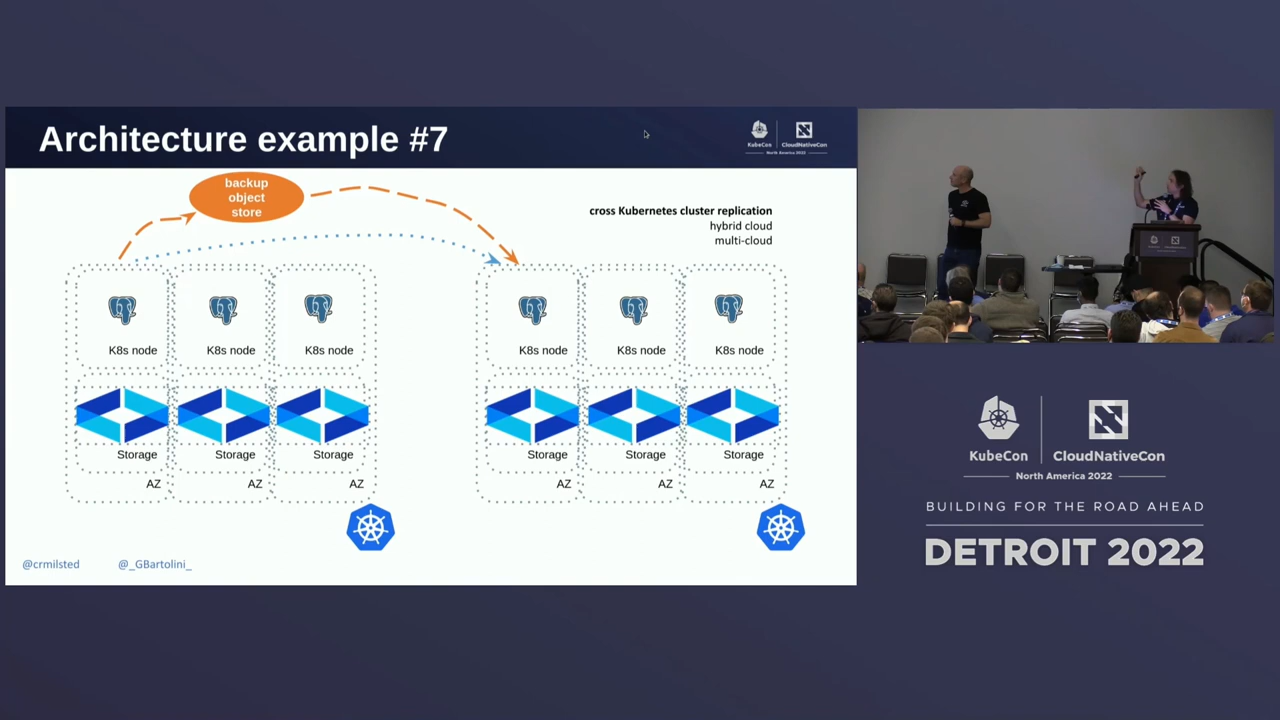 Architecture example #7
KubeCon
CloudNativeCon
North America 2022
backup
object
store
cross Kubernetes cluster replication
hybrid cloud
multi-cloud
K8s node
K8s node
K8s node
K8s node
K8s node
K8s node
Storage
Storage
Storage
Storage
Storage
Storage
AZ
AZ
AZ
AZ
AZ
AZ
@crmilsted
@_GBartolini_
KubeCon
CloudNativeCon
North America 2022
BUILDING FOR THE ROAD AHEAD
DETROIT 2022